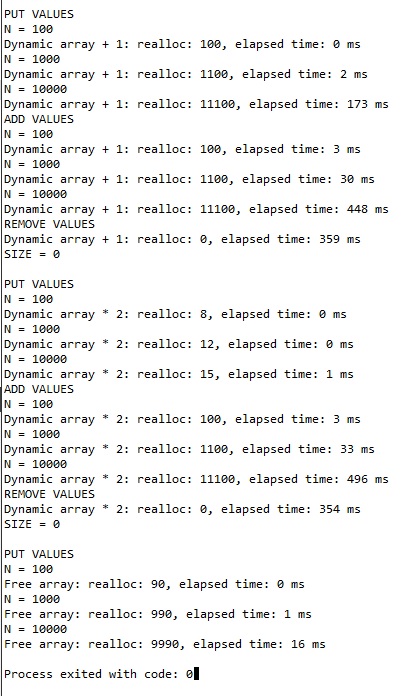 PUT VALUES
N = 100
Dynamic array + 1: realloc: 100, elapsed time: 0 ms
N = 1000
Dynamic array + 1: realloc: 1100, elapsed time: 2 ms
N = 10000
Dynamic array + 1: realloc: 11100, elapsed time: 173 ms
ADD VALUES
N = 100
Dynamic array + 1: realloc: 100, elapsed time: 3 ms
N = 1000
Dynamic array + 1: realloc: 1100, elapsed time: 30 ms
N = 10000
Dynamic array + 1: realloc: 11100, elapsed time: 448 ms
REMOVE VALUES
Dynamic array + 1: realloc: 0, elapsed time: 359 ms
SIZE = 0
PUT VALUES
N = 100
Dynamic array * 2: realloc: 8, elapsed time: 0 ms
N = 1000
Dynamic array * 2: realloc: 12, elapsed time: 0 ms
N = 10000
Dynamic array * 2: realloc: 15, elapsed time: 1 ms
ADD VALUES
N = 100
Dynamic array * 2: realloc: 100, elapsed time: 3 ms
N = 1000
Dynamic array * 2: realloc: 1100, elapsed time: 33 ms
N = 10000
Dynamic array * 2: realloc: 11100, elapsed time: 496 ms
REMOVE VALUES
Dynamic array * 2: realloc: 0, elapsed time: 354 ms
SIZE = 0
PUT VALUES
N = 100
Free array: realloc: 90, elapsed time: 0 ms
N = 1000
Free array: realloc: 990, elapsed time: 1 ms
N = 10000
Free array: realloc: 9990, elapsed time: 16 ms
Process exited with code: 0